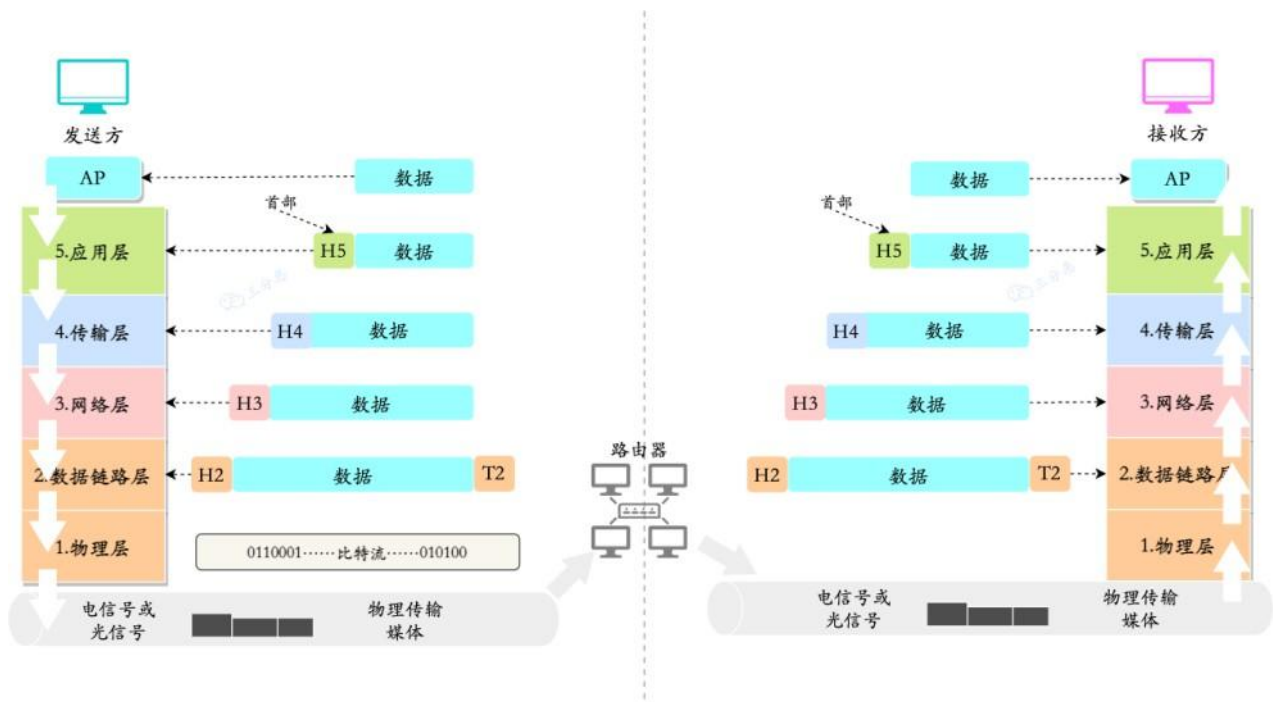 发送方
AP
数据
首部
5.应用层
H5
数据
三分恶
4.传输层
H4
数据
3.网络层
H3
数据
2.数据链路层
H2
数据
T2
1.物理层
0110001……比特流……010100
电信号或
光信号
物理传输
媒体
路由器
接收方
数据
AP
首部
H5
数据
5.应用层
三分恶
H4
数据
4.传输层
H3
数据
3.网络层
H2
数据
T2
2.数据链路层
1.物理层
电信号或
光信号
物理传输
媒体